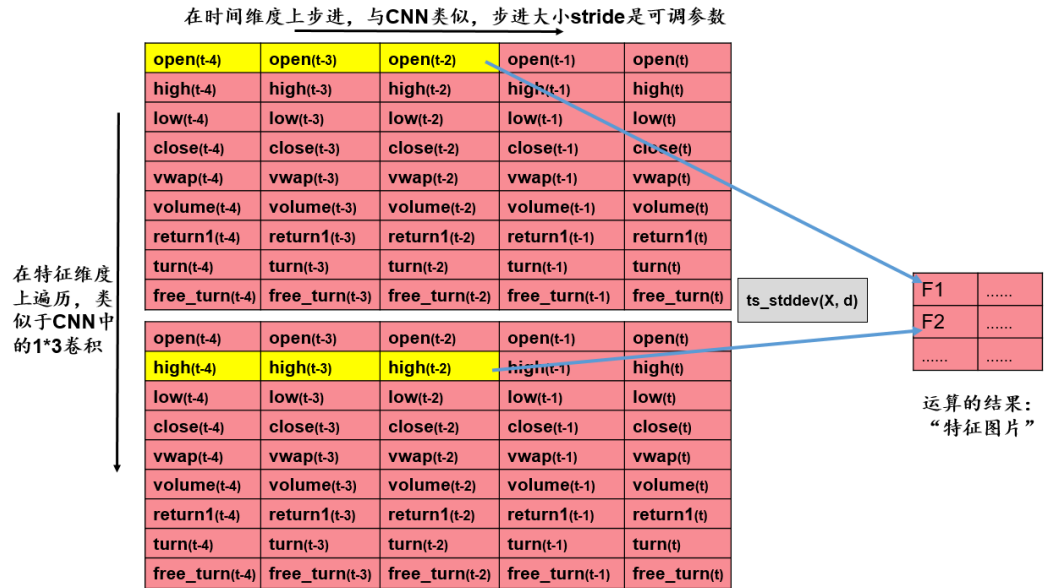 在时间维度上步进，与CNN类似，步进大小stride是可调参数
open(t-4) open(t-3) open(t-2) open(t-1) open(t)
high(t-4) high(t-3) high(t-2) high(t-1) high(t)
low(t-4) low(t-3) low(t-2) low(t-1) low(t)
close(t-4) close(t-3) close(t-2) close(t-1) close(t)
vwap(t-4) vwap(t-3) vwap(t-2) vwap(t-1) vwap(t)
volume(t-4) volume(t-3) volume(t-2) volume(t-1) volume(t)
return1(t-4) return1(t-3) return1(t-2) return1(t-1) return1(t)
turn(t-4) turn(t-3) turn(t-2) turn(t-1) turn(t)
free_turn(t-4) free_turn(t-3) free_turn(t-2) free_turn(t-1) free_turn(t)
在特征维度
上遍历，类
似于CNN中
的1*3卷积
open(t-4) open(t-3) open(t-2) open(t-1) open(t)
high(t-4) high(t-3) high(t-2) high(t-1) high(t)
low(t-4) low(t-3) low(t-2) low(t-1) low(t)
close(t-4) close(t-3) close(t-2) close(t-1) close(t)
vwap(t-4) vwap(t-3) vwap(t-2) vwap(t-1) vwap(t)
volume(t-4) volume(t-3) volume(t-2) volume(t-1) volume(t)
return1(t-4) return1(t-3) return1(t-2) return1(t-1) return1(t)
turn(t-4) turn(t-3) turn(t-2) turn(t-1) turn(t)
free_turn(t-4) free_turn(t-3) free_turn(t-2) free_turn(t-1) free_turn(t)
ts_stddev(X, d)
F1 ......
F2 ......
...... ......
运算的结果：
“特征图片”